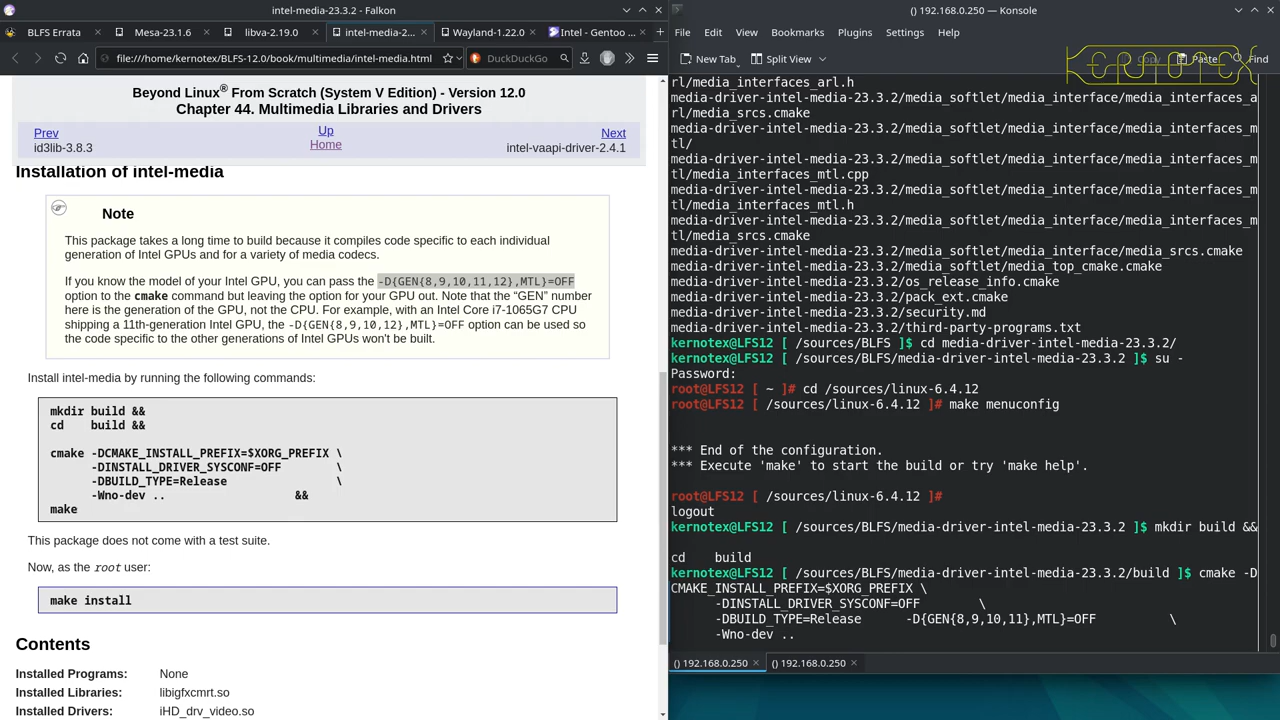 intel-media-23.3.2 - Falkon
BLFS Errata
Mesa-23.1.6
libva-2.19.0
intel-media-2...
Wayland-1.22.0
Intel - Gentoo ...
file:///home/kernotex/BLFS-12.0/book/multimedia/intel-media.html
DuckDuckGo
Beyond Linux® From Scratch (System V Edition) - Version 12.0
Chapter 44. Multimedia Libraries and Drivers
Prev
Up
Next
id3lib-3.8.3
Home
intel-vaapi-driver-2.4.1
Installation of intel-media
Note
This package takes a long time to build because it compiles code specific to each individual
generation of Intel GPUs and for a variety of media codecs.
If you know the model of your Intel GPU, you can pass the -D{GEN{8,9,10,11,12},MTL}=OFF
option to the cmake command but leaving the option for your GPU out. Note that the “GEN” number
here is the generation of the GPU, not the CPU. For example, with an Intel Core i7-1065G7 CPU
shipping a 11th-generation Intel GPU, the -D{GEN{8,9,10,12},MTL}=OFF option can be used so
the code specific to the other generations of Intel GPUs won't be built.
Install intel-media by running the following commands:
mkdir build &&
cd    build &&
cmake -DCMAKE_INSTALL_PREFIX=$XORG_PREFIX \
-DINSTALL_DRIVER_SYSCONF=OFF        \
-DBUILD_TYPE=Release                \
-Wno-dev ..                   &&
make
This package does not come with a test suite.
Now, as the root user:
make install
Contents
Installed Programs: None
Installed Libraries: libigfxcmrt.so
Installed Drivers: iHD_drv_video.so
() 192.168.0.250 — Konsole
File Edit View Bookmarks Plugins Settings Help
New Tab
Split View
Copy
Paste
Find
KERNOTEX
rl/media_interfaces_arl.h
media-driver-intel-media-23.3.2/media_softlet/media_interface/media_interfaces_a
rl/media_srcs.cmake
media-driver-intel-media-23.3.2/media_softlet/media_interface/media_interfaces_m
tl/
media-driver-intel-media-23.3.2/media_softlet/media_interface/media_interfaces_m
tl/media_interfaces_mtl.cpp
media-driver-intel-media-23.3.2/media_softlet/media_interface/media_interfaces_m
tl/media_interfaces_mtl.h
media-driver-intel-media-23.3.2/media_softlet/media_interface/media_interfaces_m
tl/media_srcs.cmake
media-driver-intel-media-23.3.2/media_softlet/media_interface/media_srcs.cmake
media-driver-intel-media-23.3.2/media_softlet/media_top_cmake.cmake
media-driver-intel-media-23.3.2/os_release_info.cmake
media-driver-intel-media-23.3.2/pack_ext.cmake
media-driver-intel-media-23.3.2/security.md
media-driver-intel-media-23.3.2/third-party-programs.txt
kernotex@LFS12 [ /sources/BLFS ]$ cd media-driver-intel-media-23.3.2/
kernotex@LFS12 [ /sources/BLFS/media-driver-intel-media-23.3.2 ]$ su -
Password:
root@LFS12 [ ~ ]# cd /sources/linux-6.4.12
root@LFS12 [ /sources/linux-6.4.12 ]# make menuconfig
*** End of the configuration.
*** Execute 'make' to start the build or try 'make help'.
root@LFS12 [ /sources/linux-6.4.12 ]#
logout
kernotex@LFS12 [ /sources/BLFS/media-driver-intel-media-23.3.2 ]$ mkdir build &&
cd    build
kernotex@LFS12 [ /sources/BLFS/media-driver-intel-media-23.3.2/build ]$ cmake -D
CMAKE_INSTALL_PREFIX=$XORG_PREFIX \
-DINSTALL_DRIVER_SYSCONF=OFF        \
-DBUILD_TYPE=Release      -D{GEN{8,9,10,11},MTL}=OFF          \
-Wno-dev ..
() 192.168.0.250
() 192.168.0.250